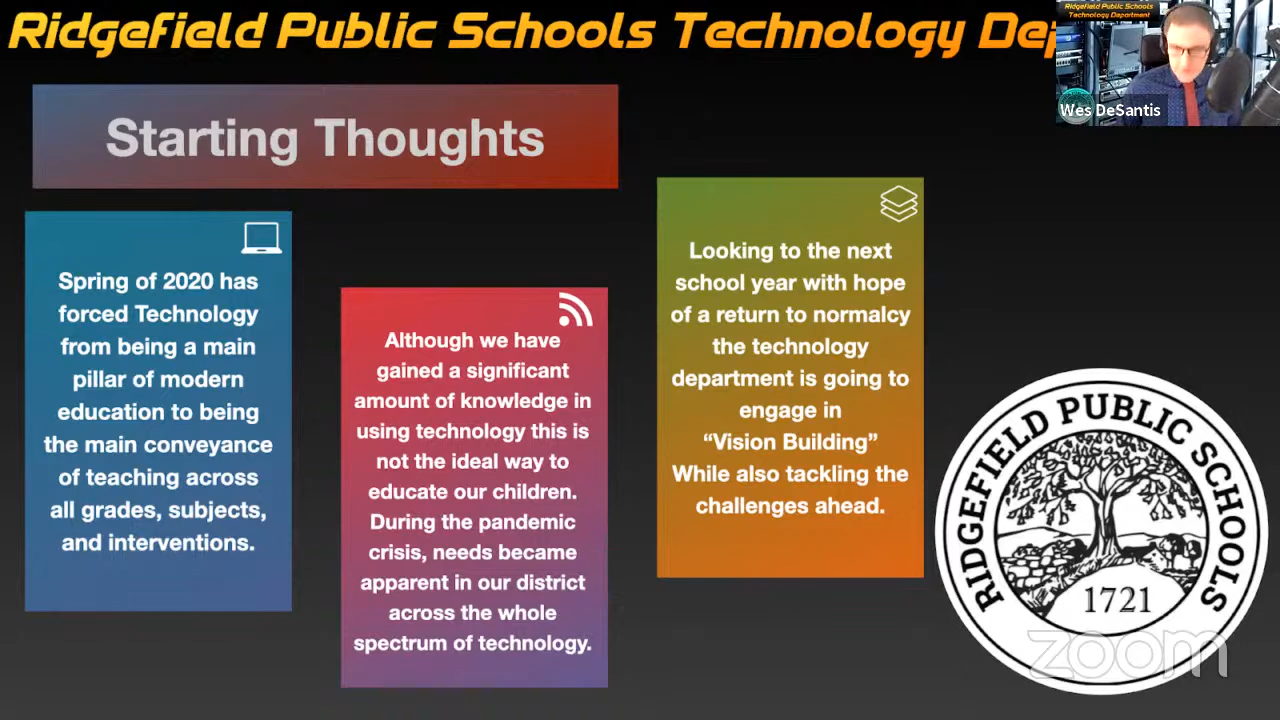 Ridgefield Public Schools Technology Dep
Ridgefield Public Schools
Technology Department
Wes DeSantis
Starting Thoughts
Spring of 2020 has
forced Technology
from being a main
pillar of modern
education to being
the main conveyance
of teaching across
all grades, subjects,
and interventions.
Although we have
gained a significant
amount of knowledge in
using technology this is
not the ideal way to
educate our children.
During the pandemic
crisis, needs became
apparent in our district
across the whole
spectrum of technology.
Looking to the next
school year with hope
of a return to normalcy
the technology
department is going to
engage in
“Vision Building”
While also tackling the
challenges ahead.
RIDGEFIELD PUBLIC SCHOOLS
1721
zoom